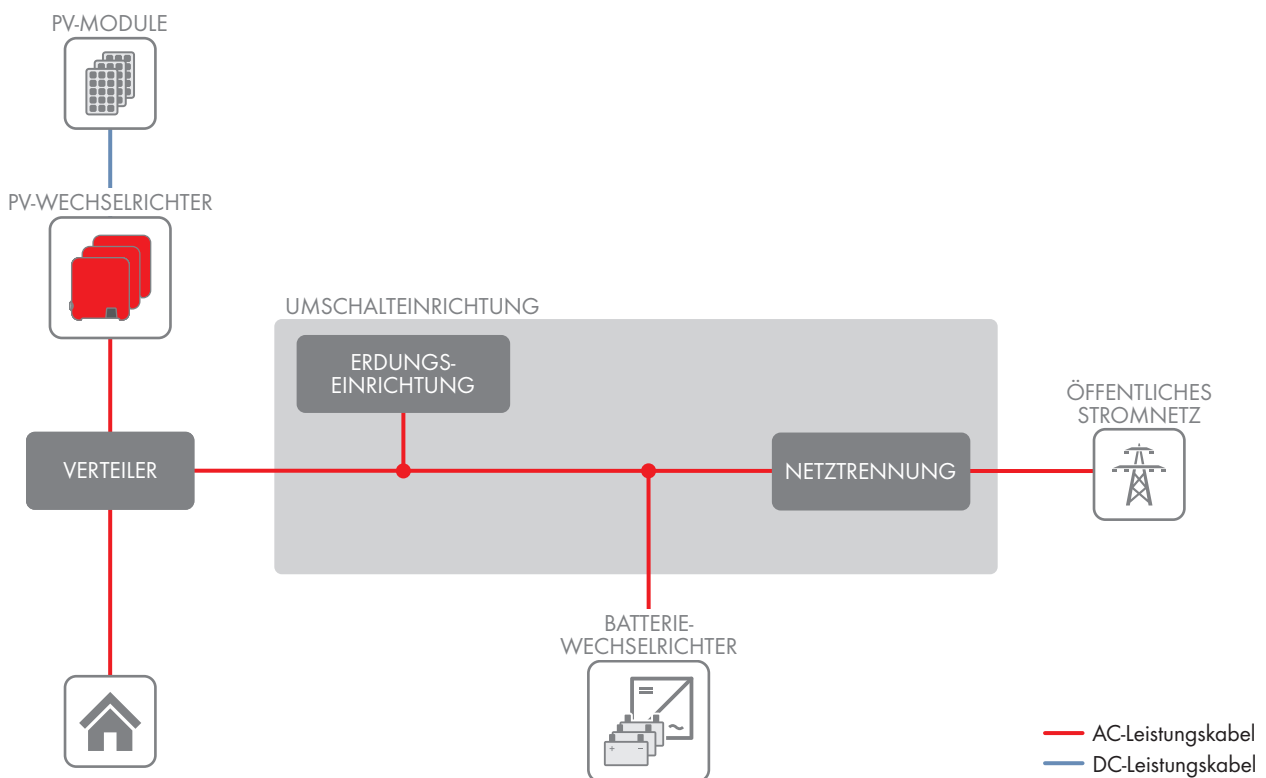 PV-MODULE
PV-WECHSELRICHTER
UMSCHALTEINRICHTUNG
ERDUNGS-
EINRICHTUNG
ÖFFENTLICHES
STROMNETZ
VERTEILER
NETZTRENNUNG
BATTERIE-
WECHSELRICHTER
AC-Leistungskabel
DC-Leistungskabel